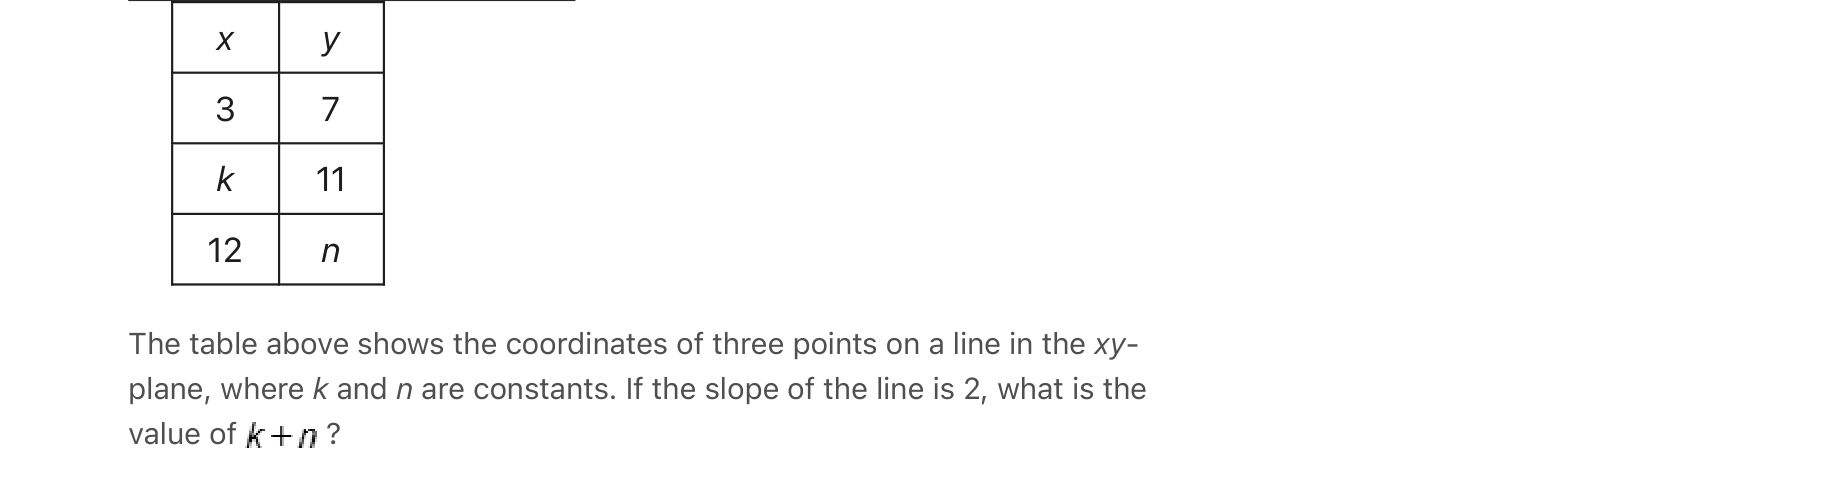 x y
3 7
k 11
12 n
The table above shows the coordinates of three points on a line in the xy-
plane, where k and n are constants. If the slope of the line is 2, what is the
value of k+n ?